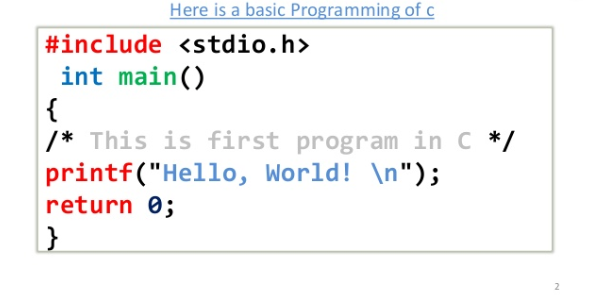 Here is a basic Programming of c
#include <stdio.h>
int main()
{
/* This is first program in C */
printf("Hello, World! \n");
return 0;
}
2